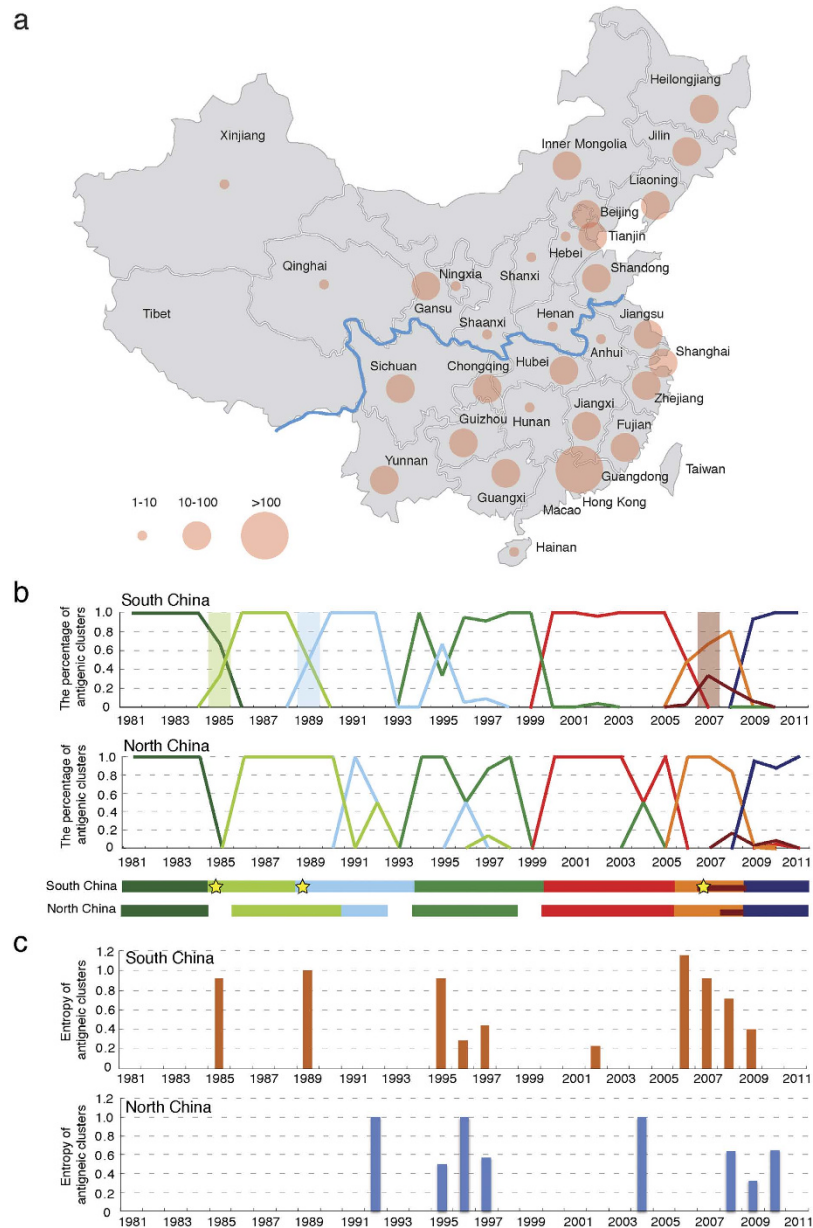 a
Heilongjiang
Xinjiang
Jilin
Inner Mongolia
Liaoning
Beijing
Tianjin
Hebei
Qinghai
Ningxia
Shanxi
Shandong
Gansu
Tibet
Henan
Jiangsu
Shaanxi
Anhui
Shanghai
Sichuan
Chongqing
Hubei
Zhejiang
Guizhou
Hunan
Jiangxi
Fujian
Yunnan
Guangxi
Guangdong
Taiwan
Macao
Hong Kong
Hainan
1-10 10-100 >100
b
South China
The percentage of
antigenic clusters
1.0
0.8
0.6
0.4
0.2
0
1981 1983 1985 1987 1989 1991 1993 1995 1997 1999 2001 2003 2005 2007 2009 2011
North China
The percentage of
antigenic clusters
1.0
0.8
0.6
0.4
0.2
0
1981 1983 1985 1987 1989 1991 1993 1995 1997 1999 2001 2003 2005 2007 2009 2011
South China
North China
c
South China
Entropy of
antigneic clusters
1.2
1.0
0.8
0.6
0.4
0.2
0
1981 1983 1985 1987 1989 1991 1993 1995 1997 1999 2001 2003 2005 2007 2009 2011
North China
Entropy of
antigneic clusters
1.2
1.0
0.8
0.6
0.4
0.2
0
1981 1983 1985 1987 1989 1991 1993 1995 1997 1999 2001 2003 2005 2007 2009 2011